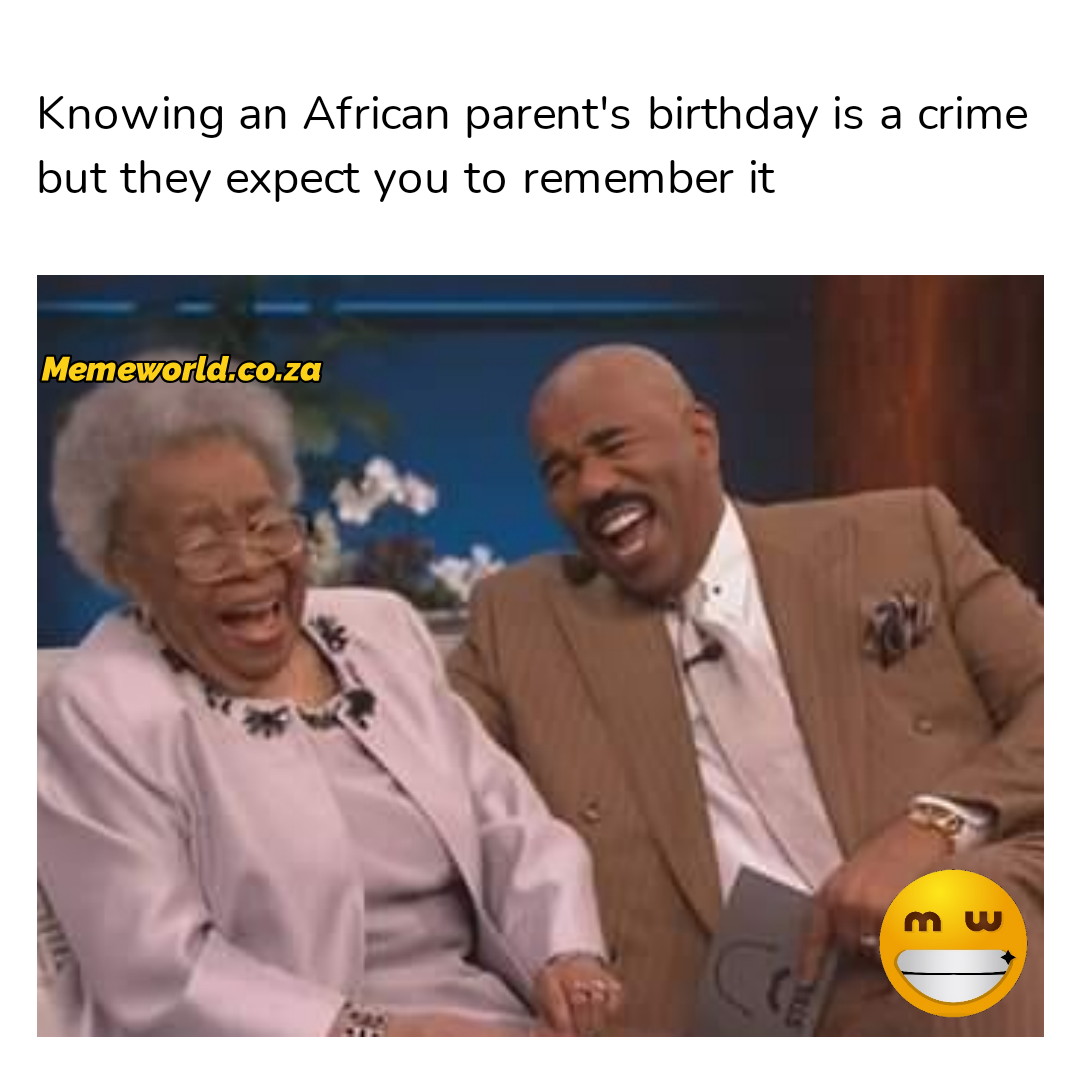 Knowing an African parent's birthday is a crime
but they expect you to remember it
Memeworld.co.za
m w